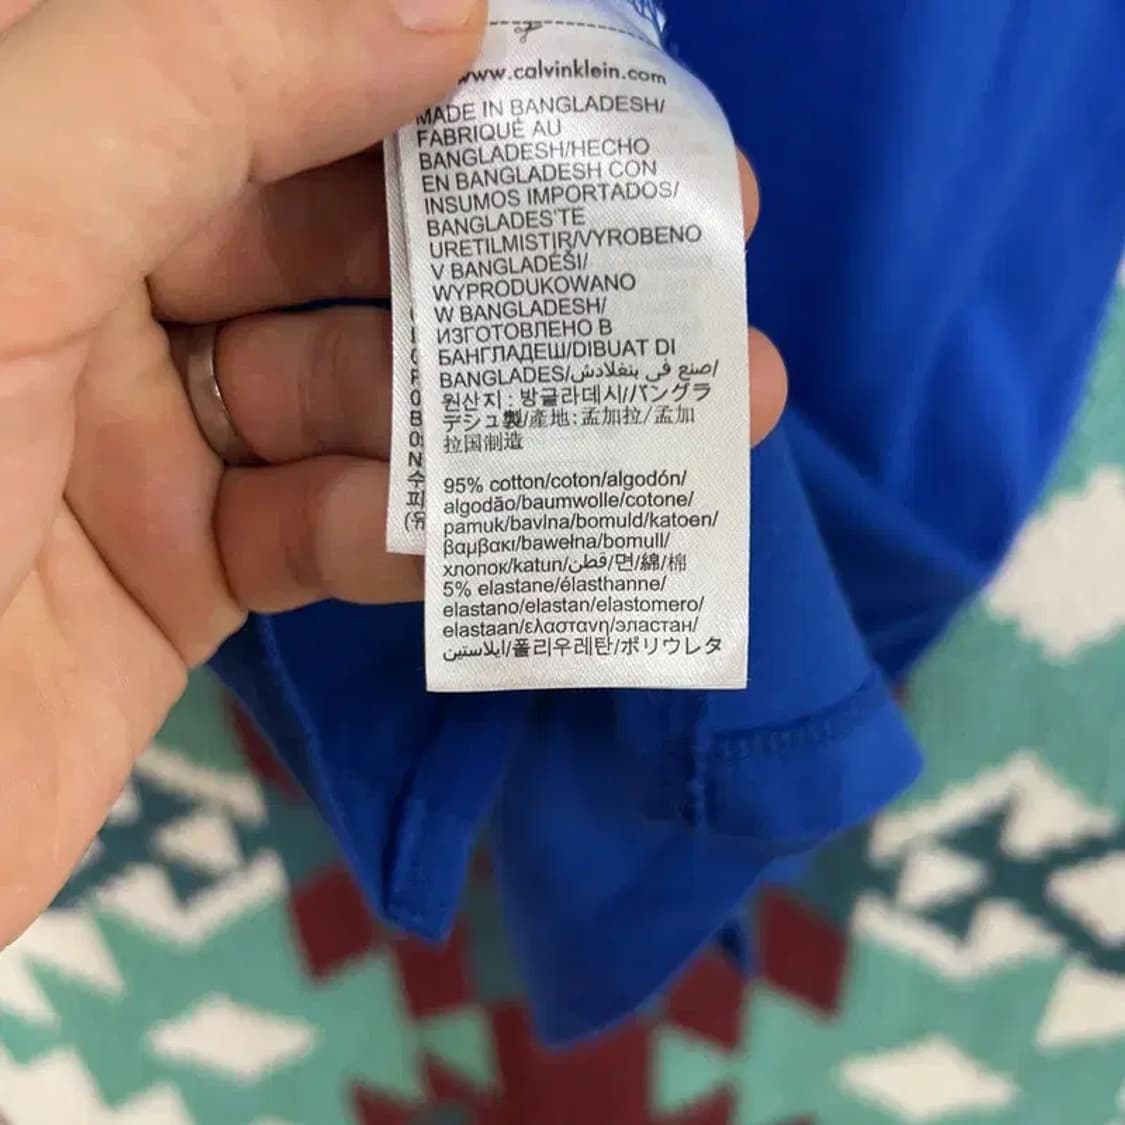 www.calvinklein.com
MADE IN BANGLADESH/
FABRIQUÉ AU
BANGLADESH/HECHO
EN BANGLADESH CON
INSUMOS IMPORTADOS/
BANGLADES'TE
URETILMISTIR/VYROBENO
V BANGLADÉŠI/
WYPRODUKOWANO
W BANGLADESH/
ИЗГОТОВЛЕНО В
БАНГЛАДЕШ/DIBUAT DI
BANGLADES/صنع في بنغلادش/
원산지 : 방글라데시/バングラ
デシュ製/產地: 孟加拉/孟加
拉国制造
95% cotton/coton/algodón/
algodão/baumwolle/cotone/
pamuk/bavlna/bomuld/katoen/
βαμβακι/bawełna/bomull/
хлопок/katun/قطن/면/綿/棉
5% elastane/élasthanne/
elastano/elastan/elastomero/
elastaan/ελαστανη/эластан/
ايلاستين/폴리우레탄/ポリウレタ